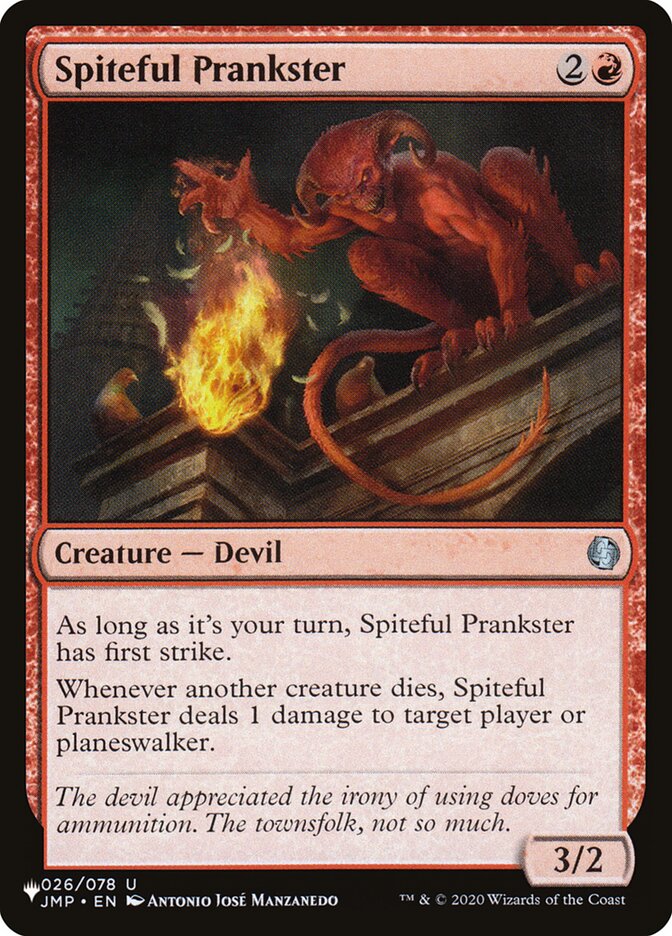 Spiteful Prankster 2
Creature — Devil
As long as it's your turn, Spiteful Prankster
has first strike.
Whenever another creature dies, Spiteful
Prankster deals 1 damage to target player or
planeswalker.
The devil appreciated the irony of using doves for
ammunition. The townsfolk, not so much.
3/2
026/078 U
JMP • EN Antonio José Manzanedo
™ & © 2020 Wizards of the Coast